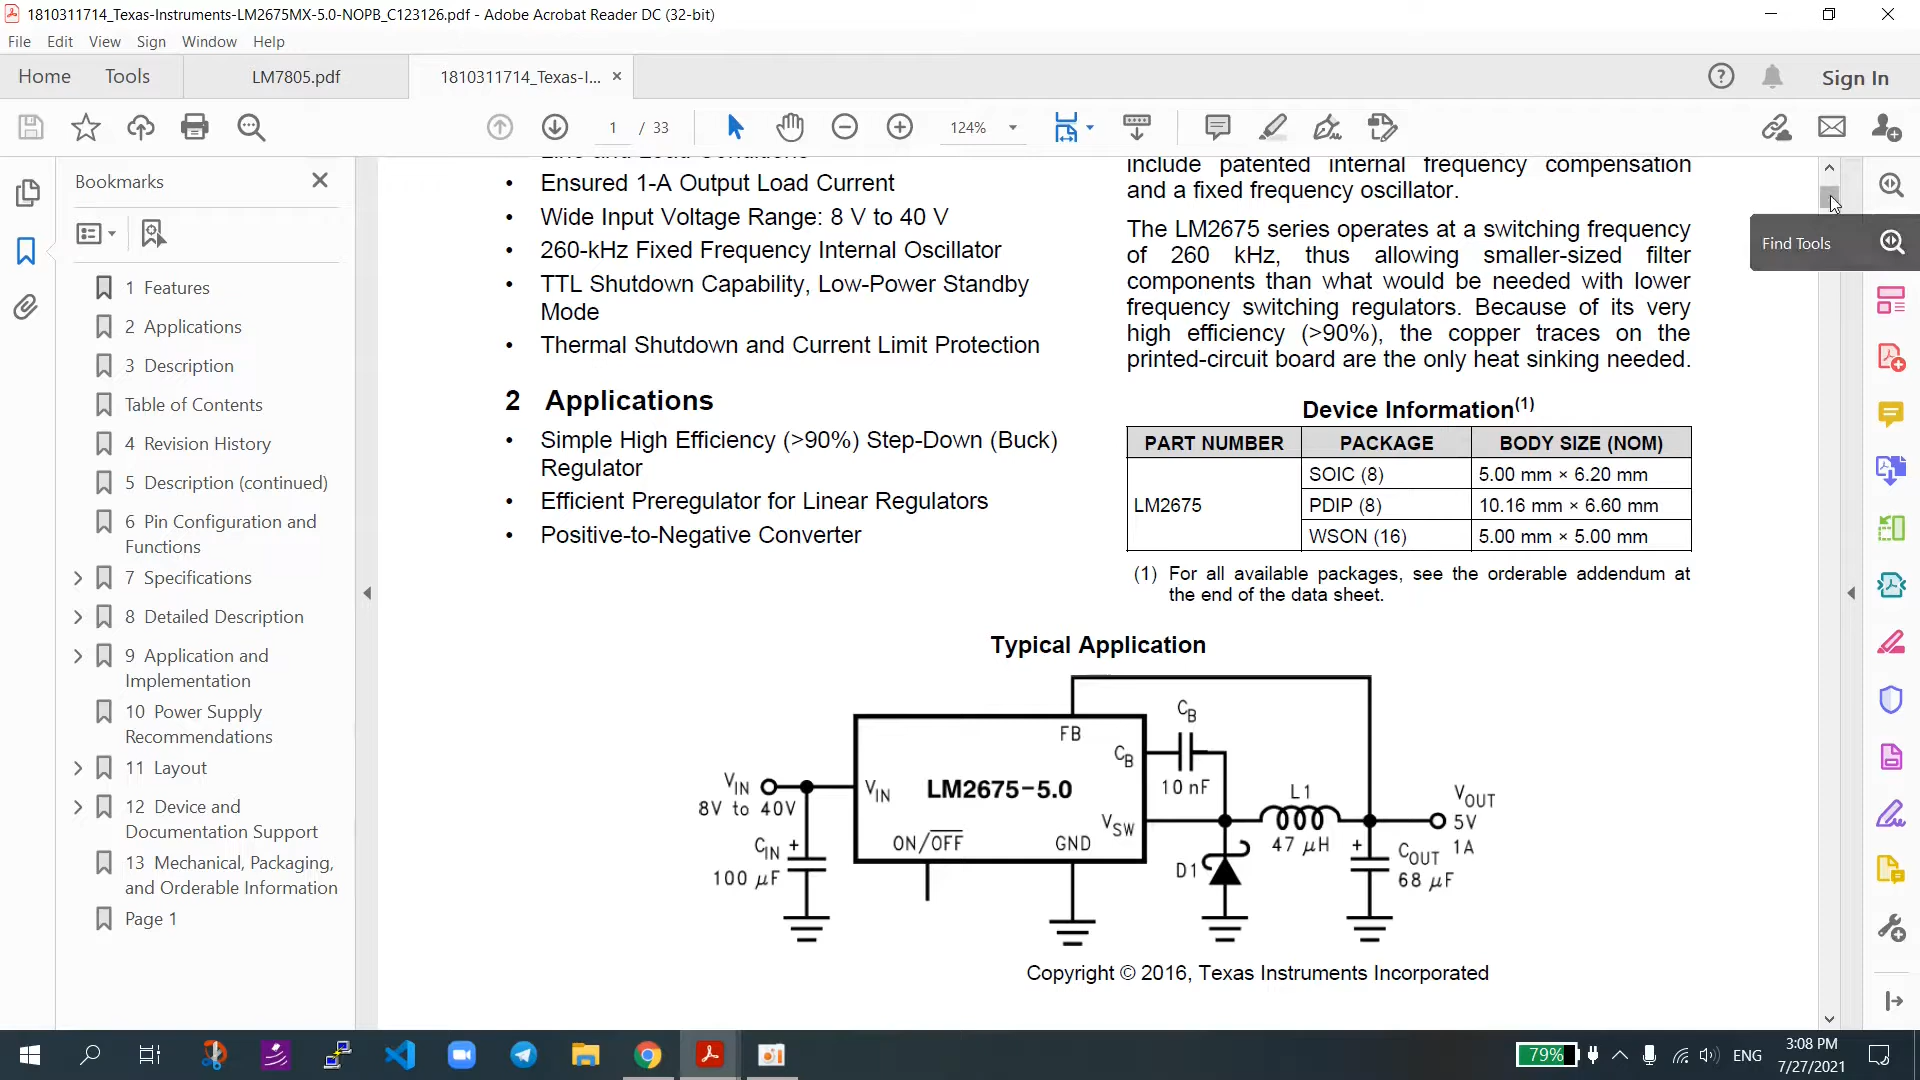 1810311714_Texas-Instruments-LM2675MX-5.0-NOPB_C123126.pdf - Adobe Acrobat Reader DC (32-bit)
File Edit View Sign Window Help
Home Tools LM7805.pdf 1810311714_Texas-I... × Sign In
1 / 33 124%
Bookmarks
1 Features
2 Applications
3 Description
Table of Contents
4 Revision History
5 Description (continued)
6 Pin Configuration and
Functions
7 Specifications
8 Detailed Description
9 Application and
Implementation
10 Power Supply
Recommendations
11 Layout
12 Device and
Documentation Support
13 Mechanical, Packaging,
and Orderable Information
Page 1
• Ensured 1-A Output Load Current
• Wide Input Voltage Range: 8 V to 40 V
• 260-kHz Fixed Frequency Internal Oscillator
• TTL Shutdown Capability, Low-Power Standby
Mode
• Thermal Shutdown and Current Limit Protection
2 Applications
• Simple High Efficiency (>90%) Step-Down (Buck)
Regulator
• Efficient Preregulator for Linear Regulators
• Positive-to-Negative Converter
include patented internal frequency compensation
and a fixed frequency oscillator.
The LM2675 series operates at a switching frequency
of 260 kHz, thus allowing smaller-sized filter
components than what would be needed with lower
frequency switching regulators. Because of its very
high efficiency (>90%), the copper traces on the
printed-circuit board are the only heat sinking needed.
Device Information(1)
PART NUMBER PACKAGE BODY SIZE (NOM)
LM2675
SOIC (8) 5.00 mm × 6.20 mm
PDIP (8) 10.16 mm × 6.60 mm
WSON (16) 5.00 mm × 5.00 mm
(1) For all available packages, see the orderable addendum at
the end of the data sheet.
Find Tools
Typical Application
VIN
8V to 40V
CIN +
100 μF
VIN
LM2675-5.0
FB
CB
VSW
ON/OFF
GND
CB
10 nF
D1
L1
47 μH
VOUT
5V
1A
+
COUT
68 μF
Copyright © 2016, Texas Instruments Incorporated
79% ENG
3:08 PM
7/27/2021